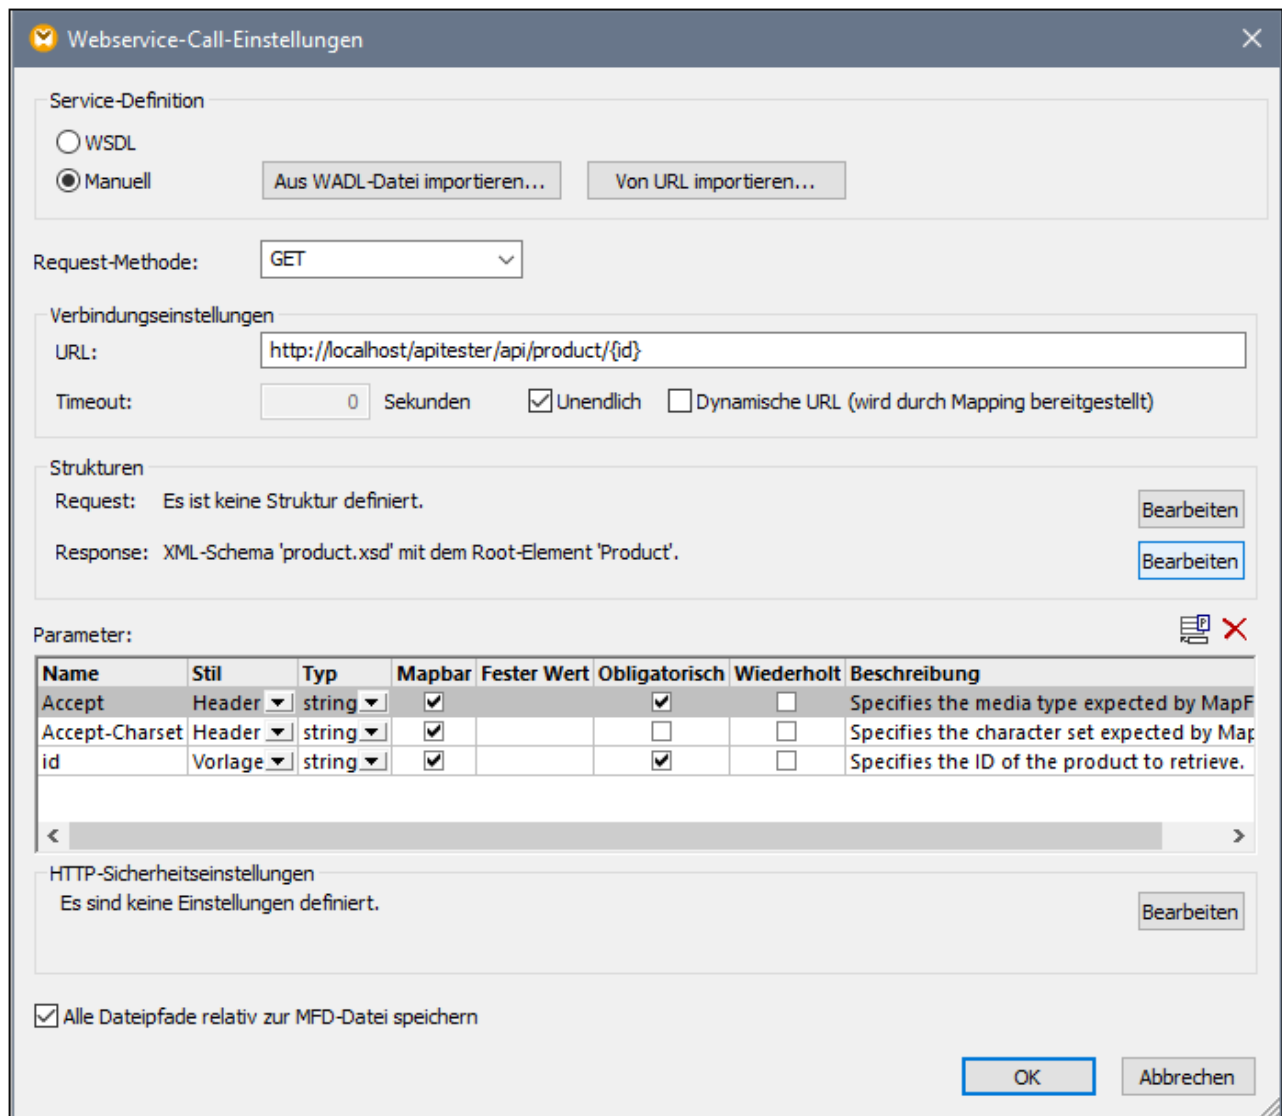 Webservice-Call-Einstellungen
Service-Definition
WSDL
Manuell Aus WADL-Datei importieren... Von URL importieren...
Request-Methode: GET
Verbindungseinstellungen
URL: http://localhost/apitester/api/product/{id}
Timeout: 0 Sekunden Unendlich Dynamische URL (wird durch Mapping bereitgestellt)
Strukturen
Request: Es ist keine Struktur definiert. Bearbeiten
Response: XML-Schema 'product.xsd' mit dem Root-Element 'Product'. Bearbeiten
Parameter:
Name Stil Typ Mapbar Fester Wert Obligatorisch Wiederholt Beschreibung
Accept Header string Specifies the media type expected by MapF
Accept-Charset Header string Specifies the character set expected by Map
id Vorlage string Specifies the ID of the product to retrieve.
HTTP-Sicherheitseinstellungen
Es sind keine Einstellungen definiert. Bearbeiten
Alle Dateipfade relativ zur MFD-Datei speichern
OK Abbrechen